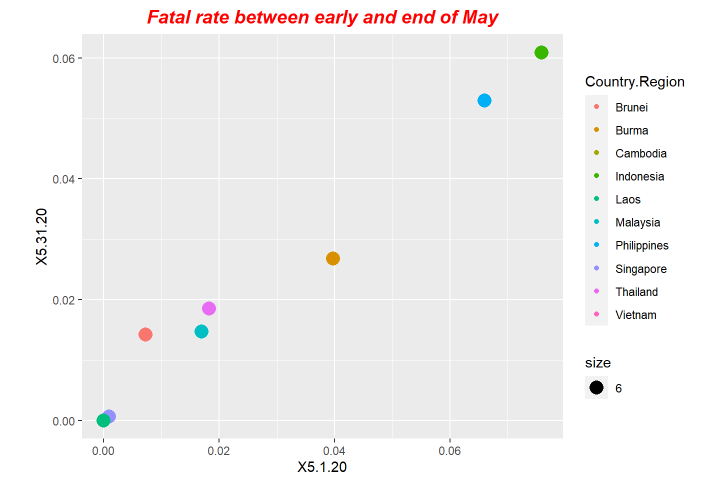 Fatal rate between early and end of May
0.06
0.04
0.02
0.00
X5.31.20
0.00
0.02
0.04
0.06
X5.1.20
Country.Region
Brunei
Burma
Cambodia
Indonesia
Laos
Malaysia
Philippines
Singapore
Thailand
Vietnam
size
6